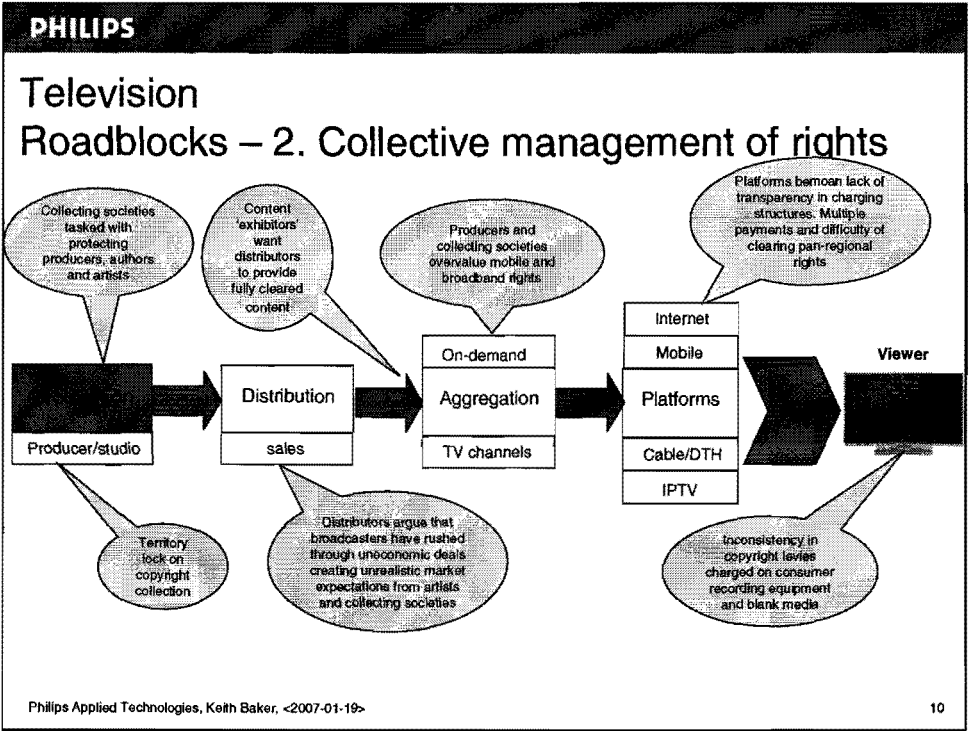 PHILIPS
Television
Roadblocks – 2. Collective management of rights
Collecting societies
tasked with
protecting
producers, authors
and artists
Content
'exhibitors'
want
distributors
to provide
fully cleared
content
Producers and
collecting societies
overvalue mobile and
broadband rights
Platforms bemoan lack of
transparency in charging
structures. Multiple
payments and difficulty of
clearing pan-regional
rights
Producer/studio
Distribution
sales
On-demand
Aggregation
TV channels
Internet
Mobile
Platforms
Cable/DTH
IPTV
Viewer
Territory
lock on
copyright
collection
Distributors argue that
broadcasters have rushed
through uneconomic deals
creating unrealistic market
expectations from artists
and collecting societies
Inconsistency in
copyright levies
charged on consumer
recording equipment
and blank media
Philips Applied Technologies, Keith Baker, <2007-01-19>
10